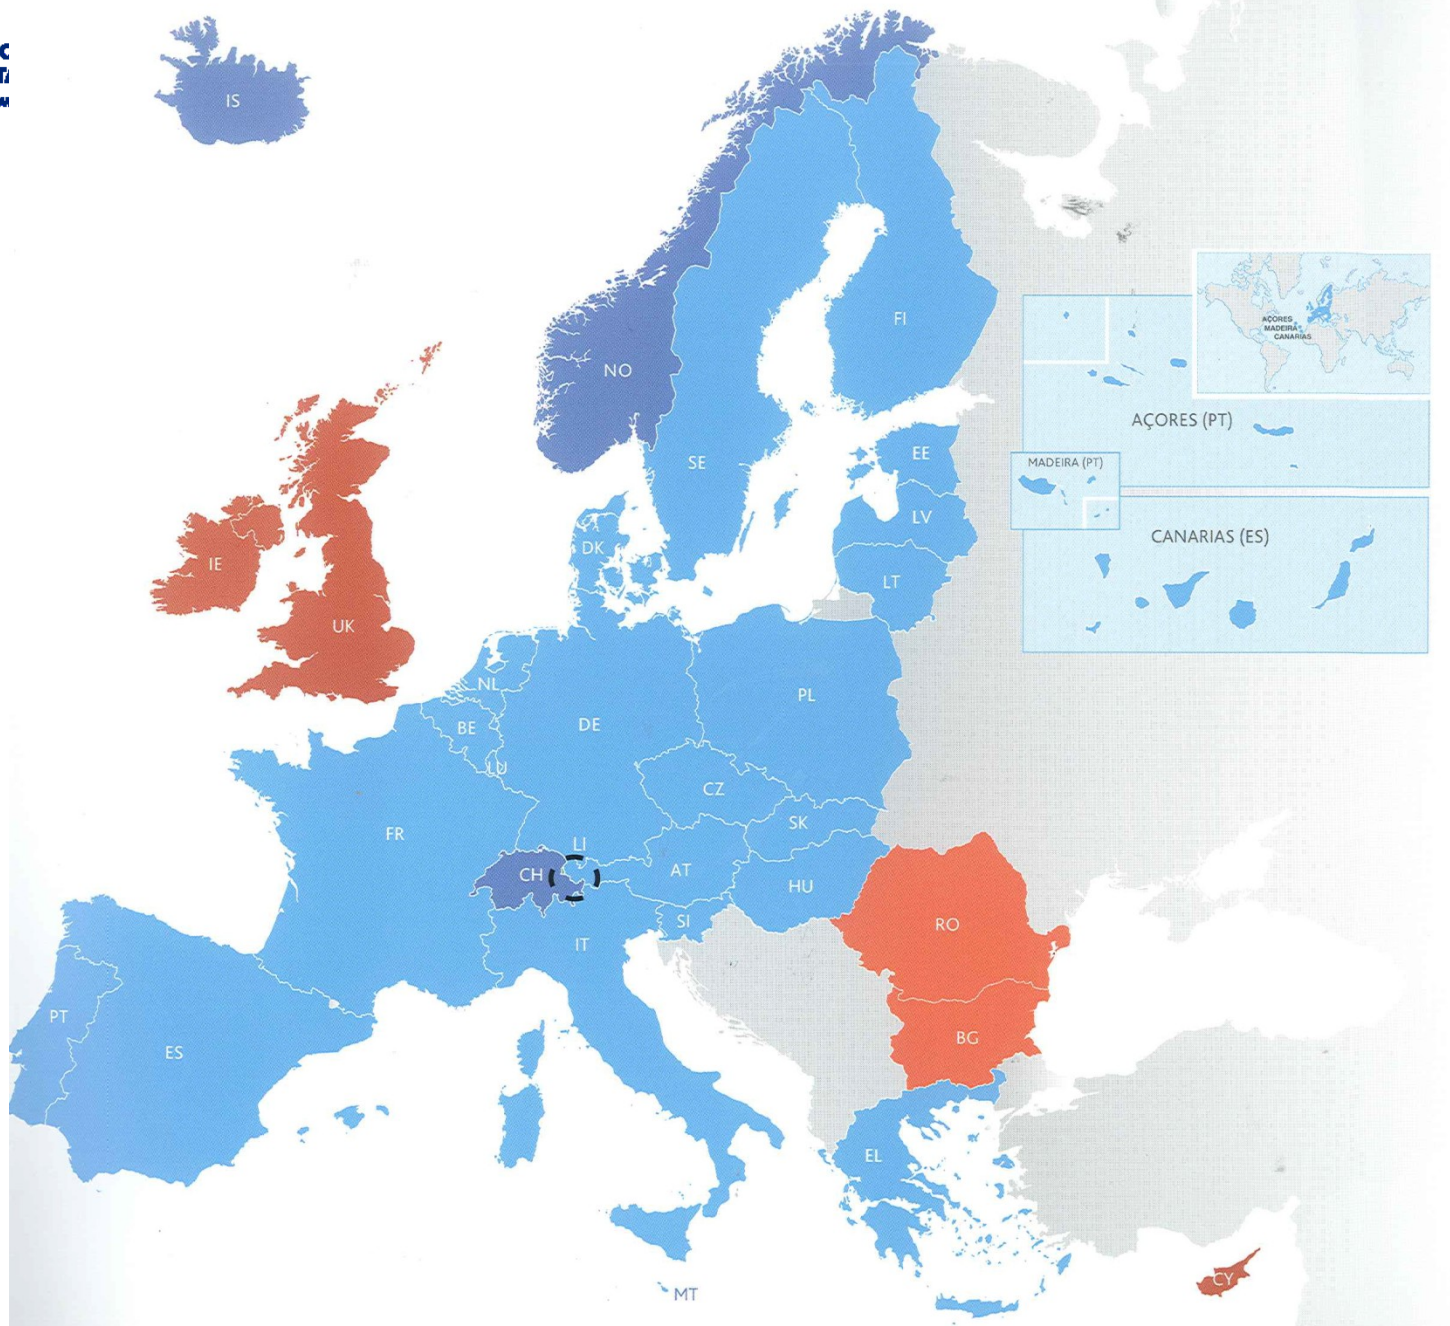 IS
NO
FI
SE
EE
LV
LT
DK
IE
UK
NL
BE
LU
DE
PL
CZ
SK
FR
LI
CH
AT
HU
SI
IT
RO
BG
PT
ES
EL
MT
CY
AÇORES
MADEIRA
CANARIAS
AÇORES (PT)
MADEIRA (PT)
CANARIAS (ES)